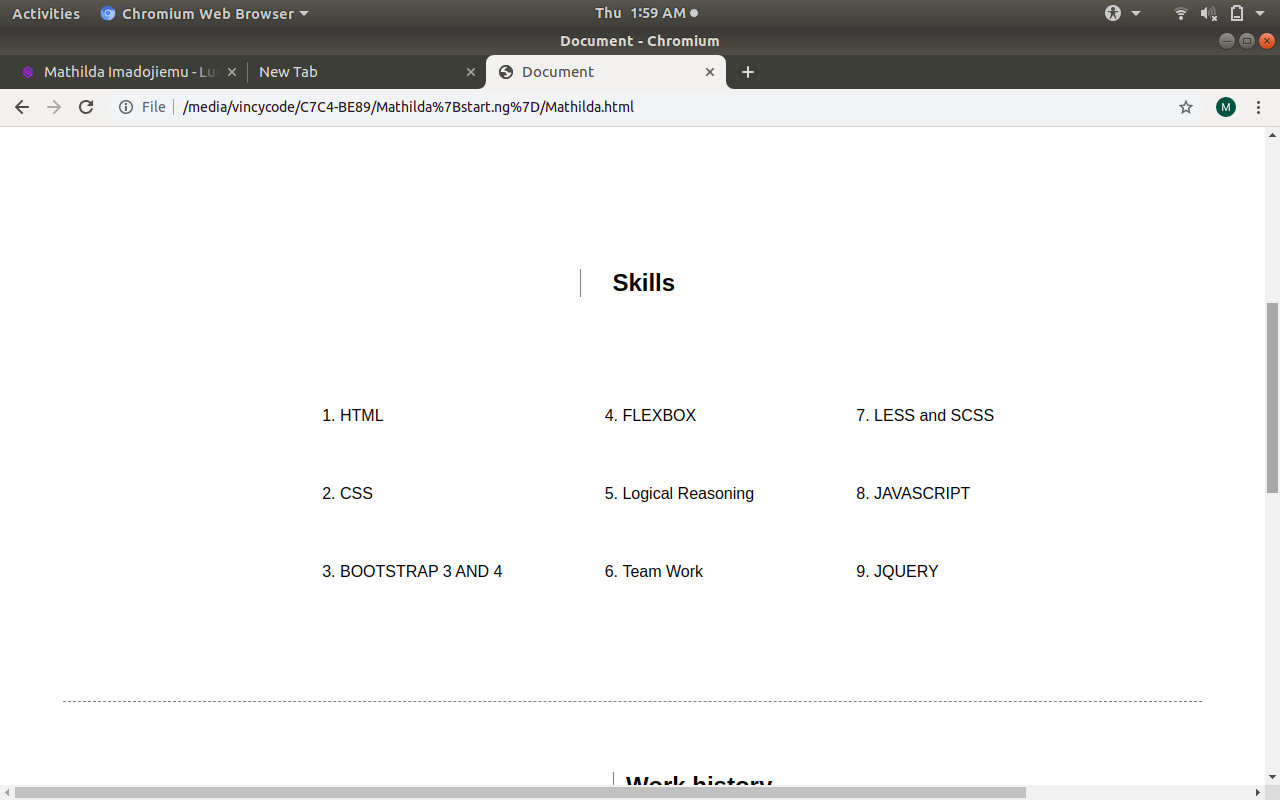 Activities Chromium Web Browser Thu 1:59 AM
Document - Chromium
Mathilda Imadojiemu - Lu New Tab Document
File /media/vincycode/C7C4-BE89/Mathilda%7Bstart.ng%7D/Mathilda.html M
Skills
1. HTML 4. FLEXBOX 7. LESS and SCSS
2. CSS 5. Logical Reasoning 8. JAVASCRIPT
3. BOOTSTRAP 3 AND 4 6. Team Work 9. JQUERY
Work history